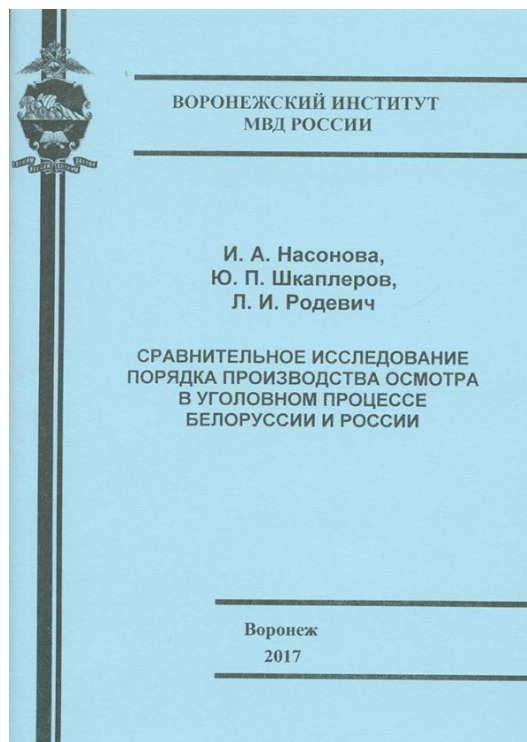 ВОРОНЕЖСКИЙ ИНСТИТУТ
МВД РОССИИ
И. А. Насонова,
Ю. П. Шкаплеров,
Л. И. Родевич
СРАВНИТЕЛЬНОЕ ИССЛЕДОВАНИЕ
ПОРЯДКА ПРОИЗВОДСТВА ОСМОТРА
В УГОЛОВНОМ ПРОЦЕССЕ
БЕЛОРУССИИ И РОССИИ
Воронеж
2017